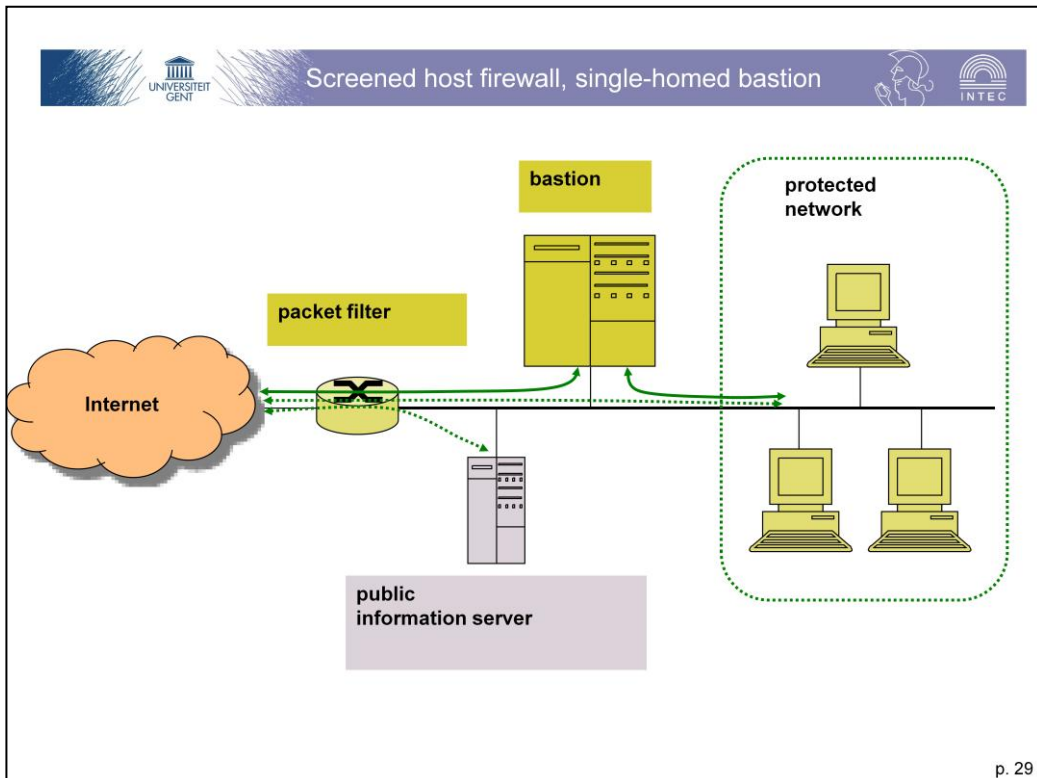 UNIVERSITEIT
GENT
Screened host firewall, single-homed bastion
INTEC
bastion
protected
network
packet filter
Internet
public
information server
p. 29